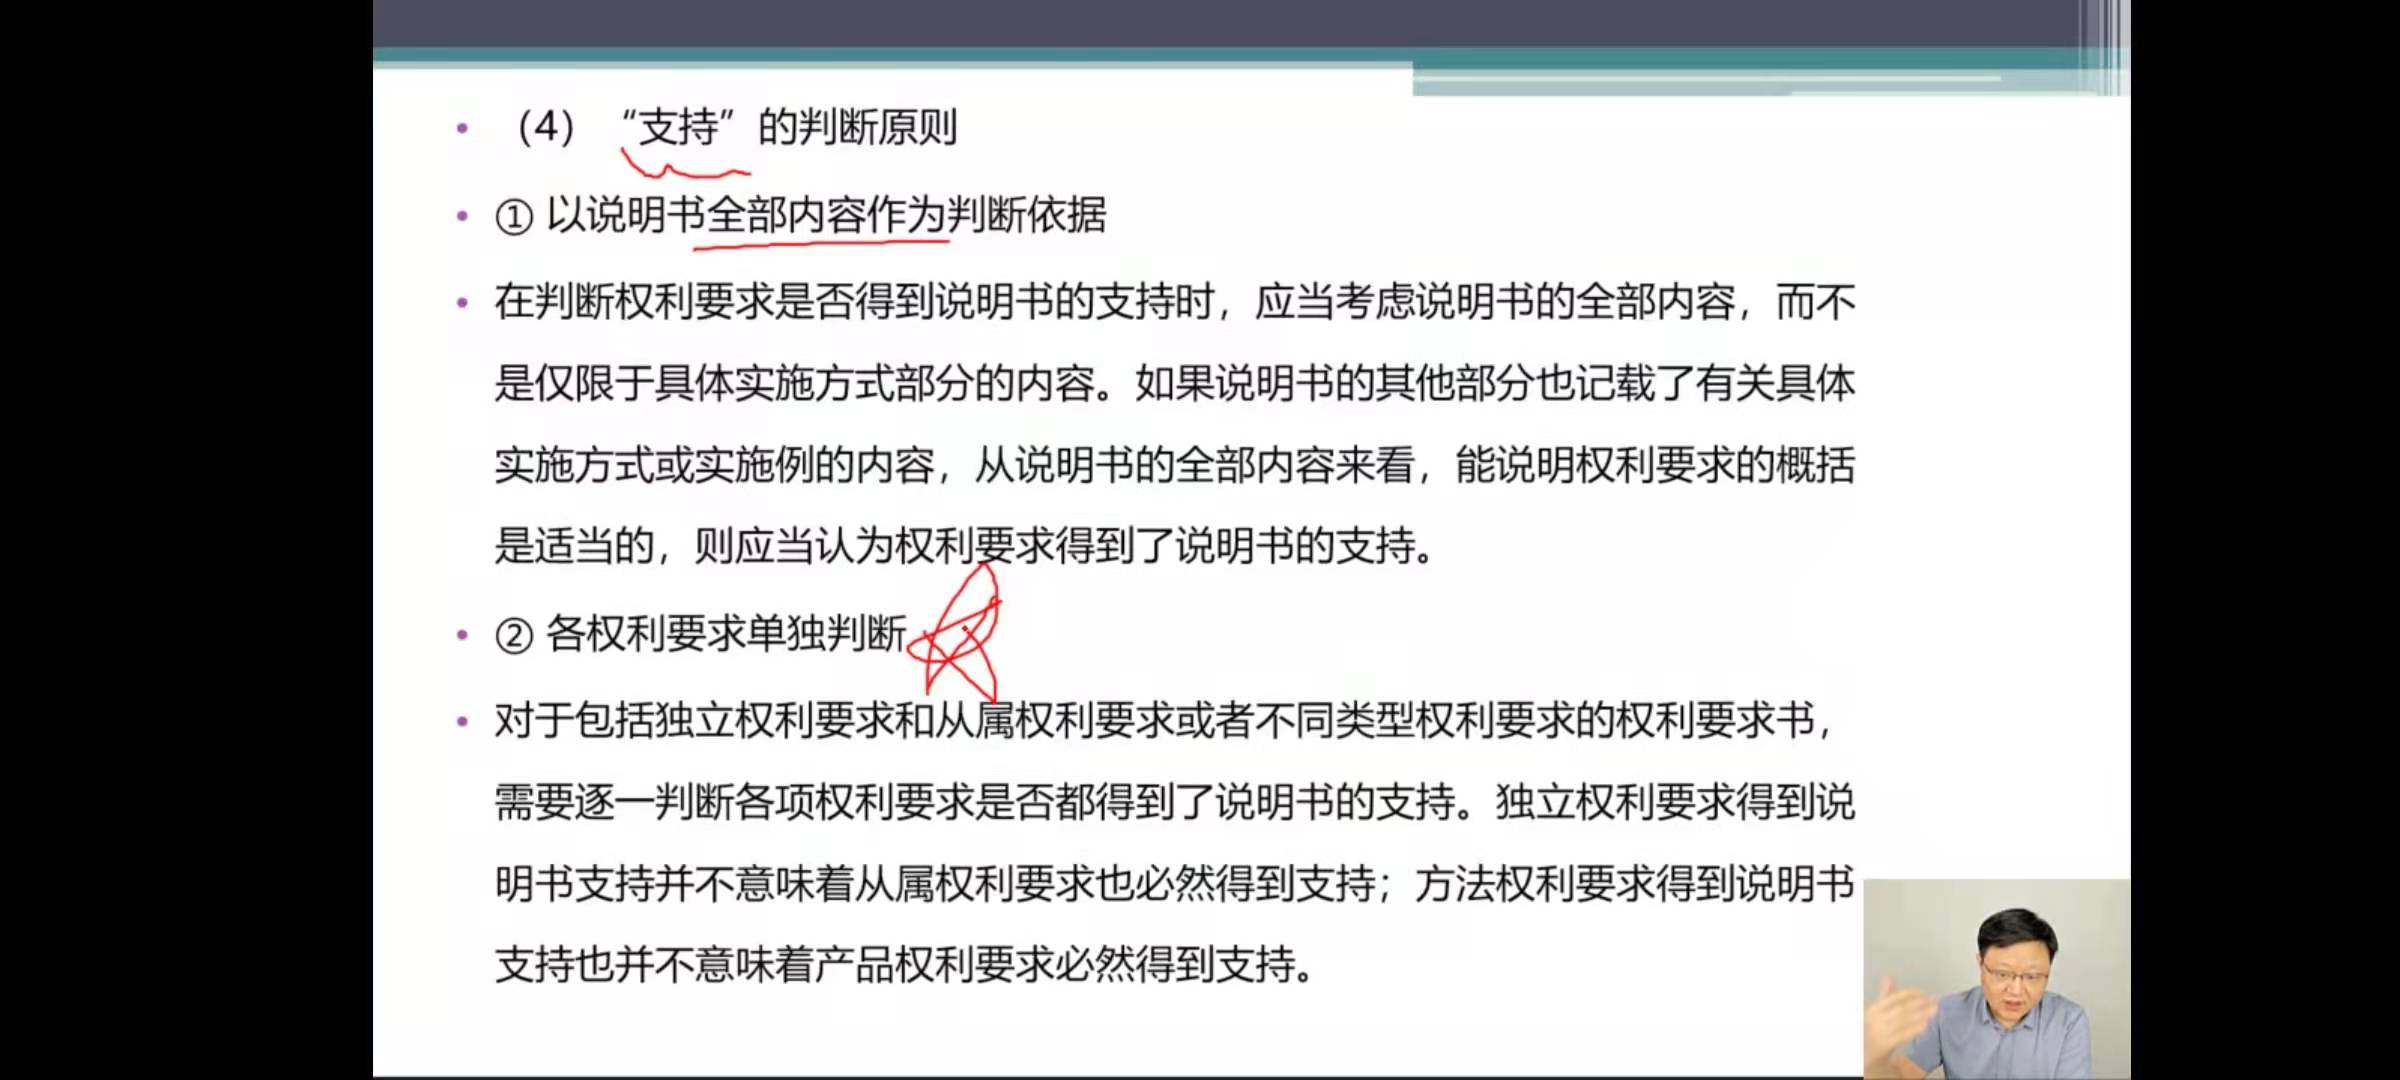 （4） “支持” 的判断原则
① 以说明书全部内容作为判断依据
在判断权利要求是否得到说明书的支持时，应当考虑说明书的全部内容，而不
是仅限于具体实施方式部分的内容。如果说明书的其他部分也记载了有关具体
实施方式或实施例的内容，从说明书的全部内容来看，能说明权利要求的概括
是适当的，则应当认为权利要求得到了说明书的支持。
② 各权利要求单独判断
对于包括独立权利要求和从属权利要求或者不同类型权利要求的权利要求书，
需要逐一判断各项权利要求是否都得到了说明书的支持。独立权利要求得到说
明书支持并不意味着从属权利要求也必然得到支持；方法权利要求得到说明书
支持也并不意味着产品权利要求必然得到支持。